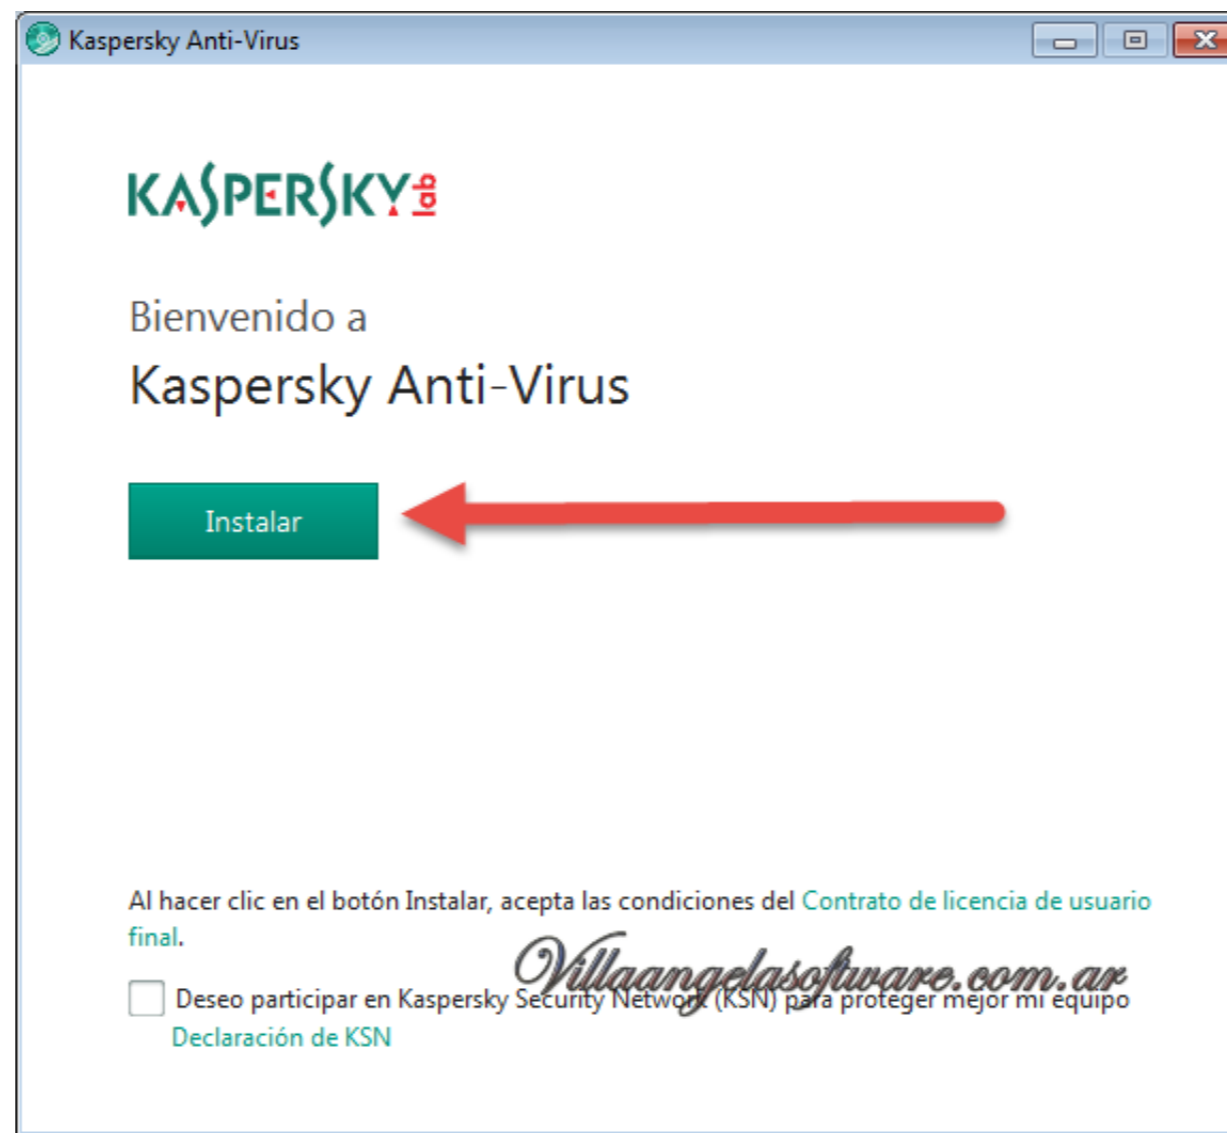 Kaspersky Anti-Virus
KASPERSKY lab
Bienvenido a
Kaspersky Anti-Virus
Instalar
Al hacer clic en el botón Instalar, acepta las condiciones del Contrato de licencia de usuario
final.
Villaangelasoftware.com.ar
Deseo participar en Kaspersky Security Network (KSN) para proteger mejor mi equipo
Declaración de KSN